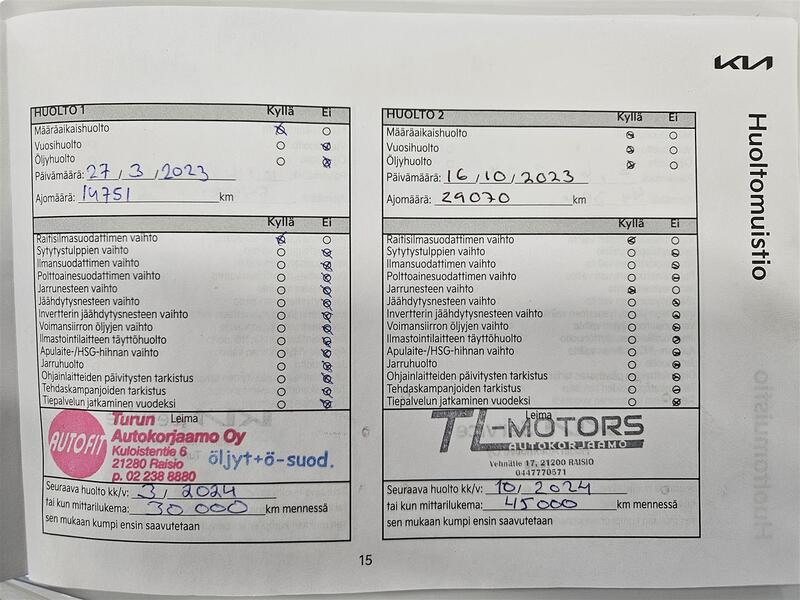 KIA
Huoltomuistio
HUOLTO 1 Kyllä Ei
Määräaikaishuolto
Vuosihuolto
Öljyhuolto
Päivämäärä: 27 / 3 / 2023
Ajomäärä: 14751 km
Kyllä Ei
Raitisilmasuodattimen vaihto
Sytytystulppien vaihto
Ilmansuodattimen vaihto
Polttoainesuodattimen vaihto
Jarrunesteen vaihto
Jäähdytysnesteen vaihto
Invertterin jäähdytysnesteen vaihto
Voimansiirron öljyjen vaihto
Ilmastointilaitteen täyttöhuolto
Apulaite-/HSG-hihnan vaihto
Jarruhuolto
Ohjainlaitteiden päivitysten tarkistus
Tehdaskampanjoiden tarkistus
Tiepalvelun jatkaminen vuodeksi
Leima
AUTOFIT
Turun
Autokorjaamo Oy
Kuloistentie 6
21280 Raisio
p. 02 238 8880
öljyt+ö-suod.
Seuraava huolto kk/v: 3 / 2024
tai kun mittarilukema: 30 000 km mennessä
sen mukaan kumpi ensin saavutetaan
HUOLTO 2 Kyllä Ei
Määräaikaishuolto
Vuosihuolto
Öljyhuolto
Päivämäärä: 16 / 10 / 2023
Ajomäärä: 29070 km
Kyllä Ei
Raitisilmasuodattimen vaihto
Sytytystulppien vaihto
Ilmansuodattimen vaihto
Polttoainesuodattimen vaihto
Jarrunesteen vaihto
Jäähdytysnesteen vaihto
Invertterin jäähdytysnesteen vaihto
Voimansiirron öljyjen vaihto
Ilmastointilaitteen täyttöhuolto
Apulaite-/HSG-hihnan vaihto
Jarruhuolto
Ohjainlaitteiden päivitysten tarkistus
Tehdaskampanjoiden tarkistus
Tiepalvelun jatkaminen vuodeksi
Leima
TL-MOTORS
AUTOKORJAAMO
Vehnätie 17, 21200 RAISIO
0447770571
Seuraava huolto kk/v: 10 / 2024
tai kun mittarilukema: 45000 km mennessä
sen mukaan kumpi ensin saavutetaan
15